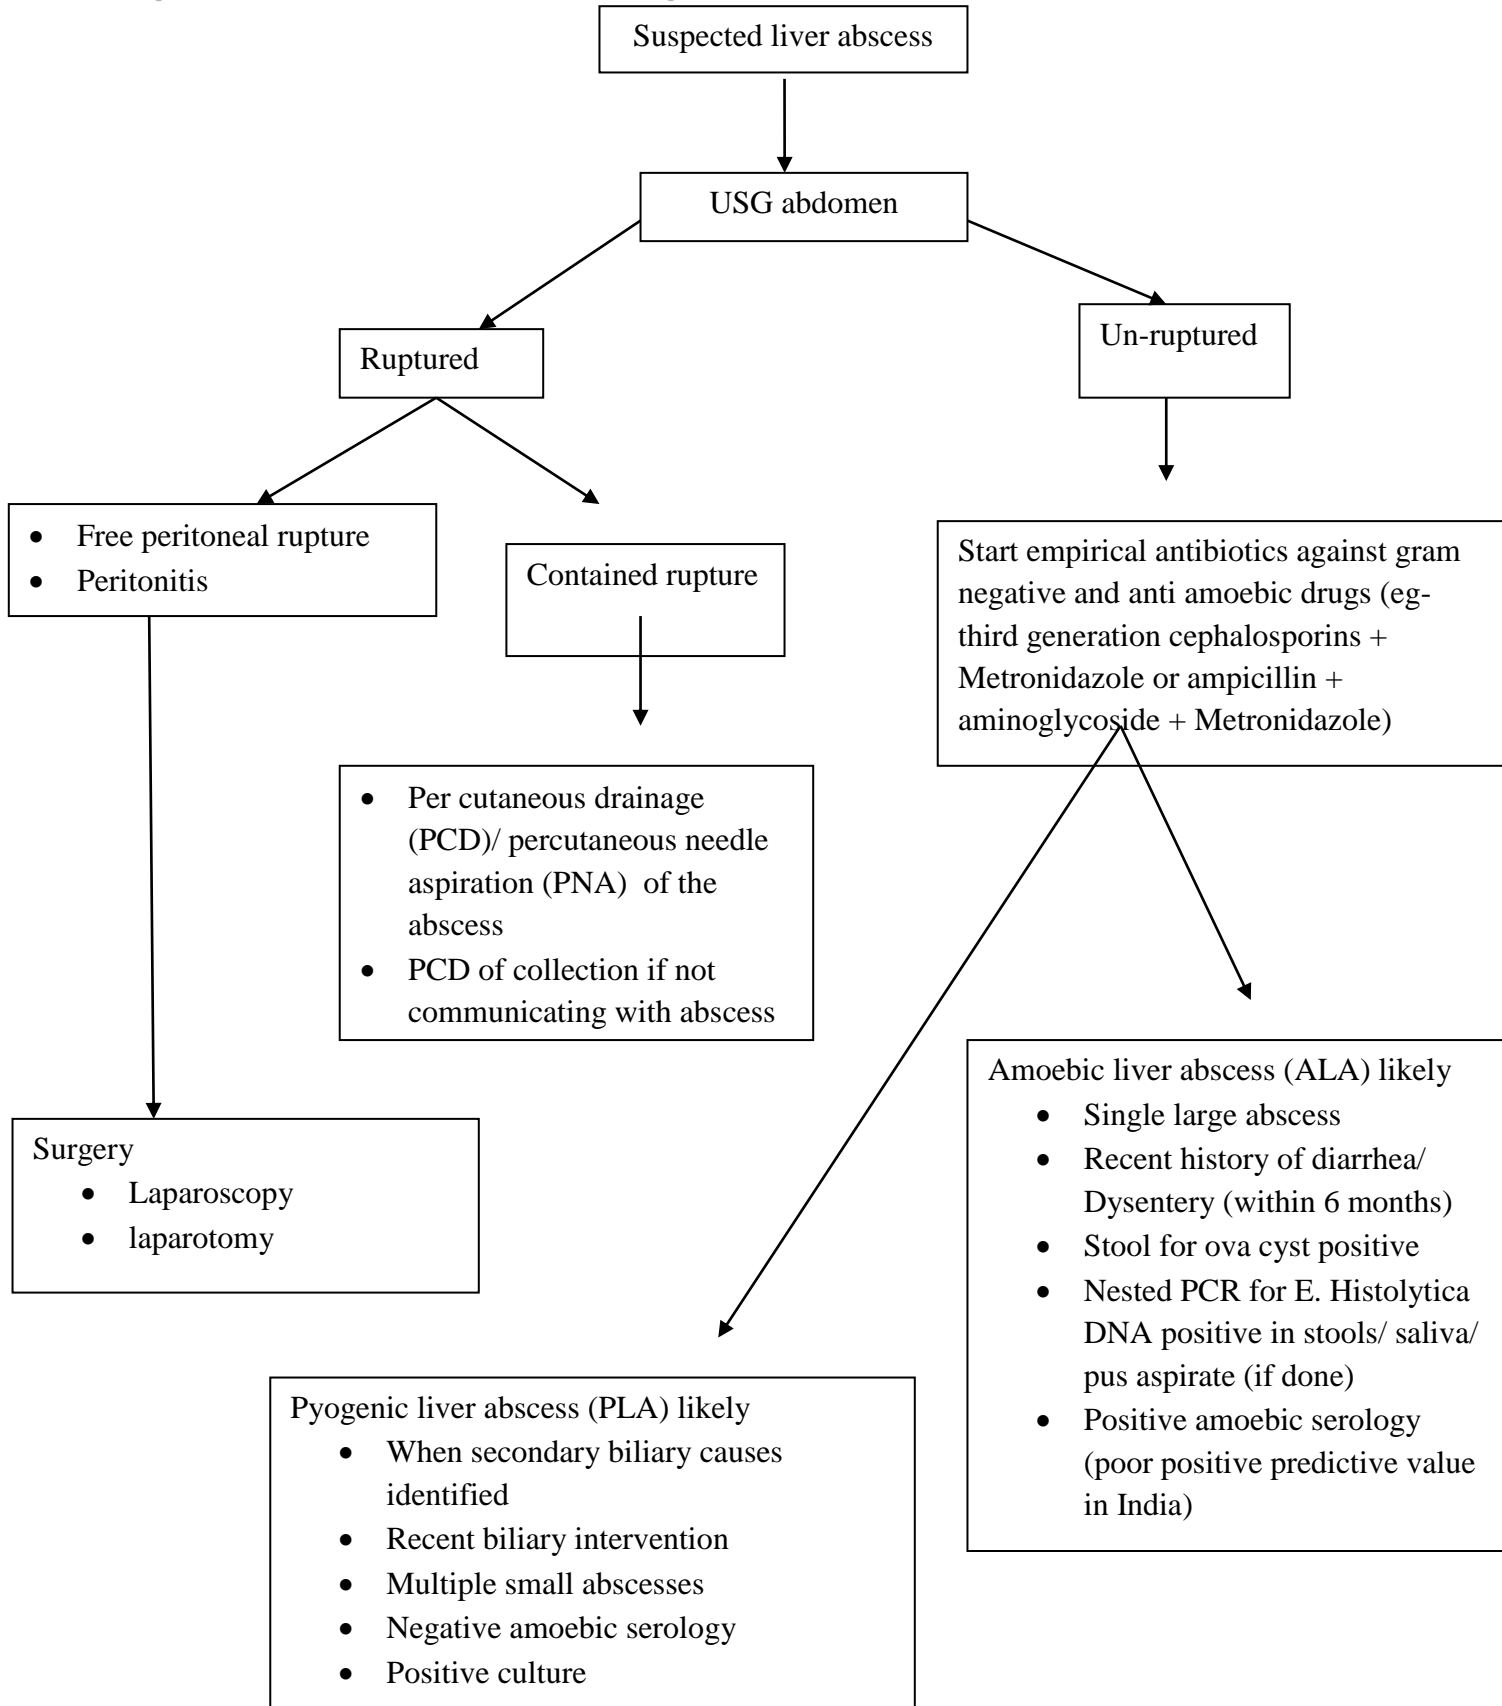 Suspected liver abscess
USG abdomen
Ruptured
Un-ruptured
• Free peritoneal rupture
• Peritonitis
Contained rupture
Start empirical antibiotics against gram
negative and anti amoebic drugs (eg-
third generation cephalosporins +
Metronidazole or ampicillin +
aminoglycoside + Metronidazole)
• Per cutaneous drainage
(PCD)/ percutaneous needle
aspiration (PNA) of the
abscess
• PCD of collection if not
communicating with abscess
Surgery
• Laparoscopy
• laparotomy
Amoebic liver abscess (ALA) likely
• Single large abscess
• Recent history of diarrhea/
Dysentery (within 6 months)
• Stool for ova cyst positive
• Nested PCR for E. Histolytica
DNA positive in stools/ saliva/
pus aspirate (if done)
• Positive amoebic serology
(poor positive predictive value
in India)
Pyogenic liver abscess (PLA) likely
• When secondary biliary causes
identified
• Recent biliary intervention
• Multiple small abscesses
• Negative amoebic serology
• Positive culture